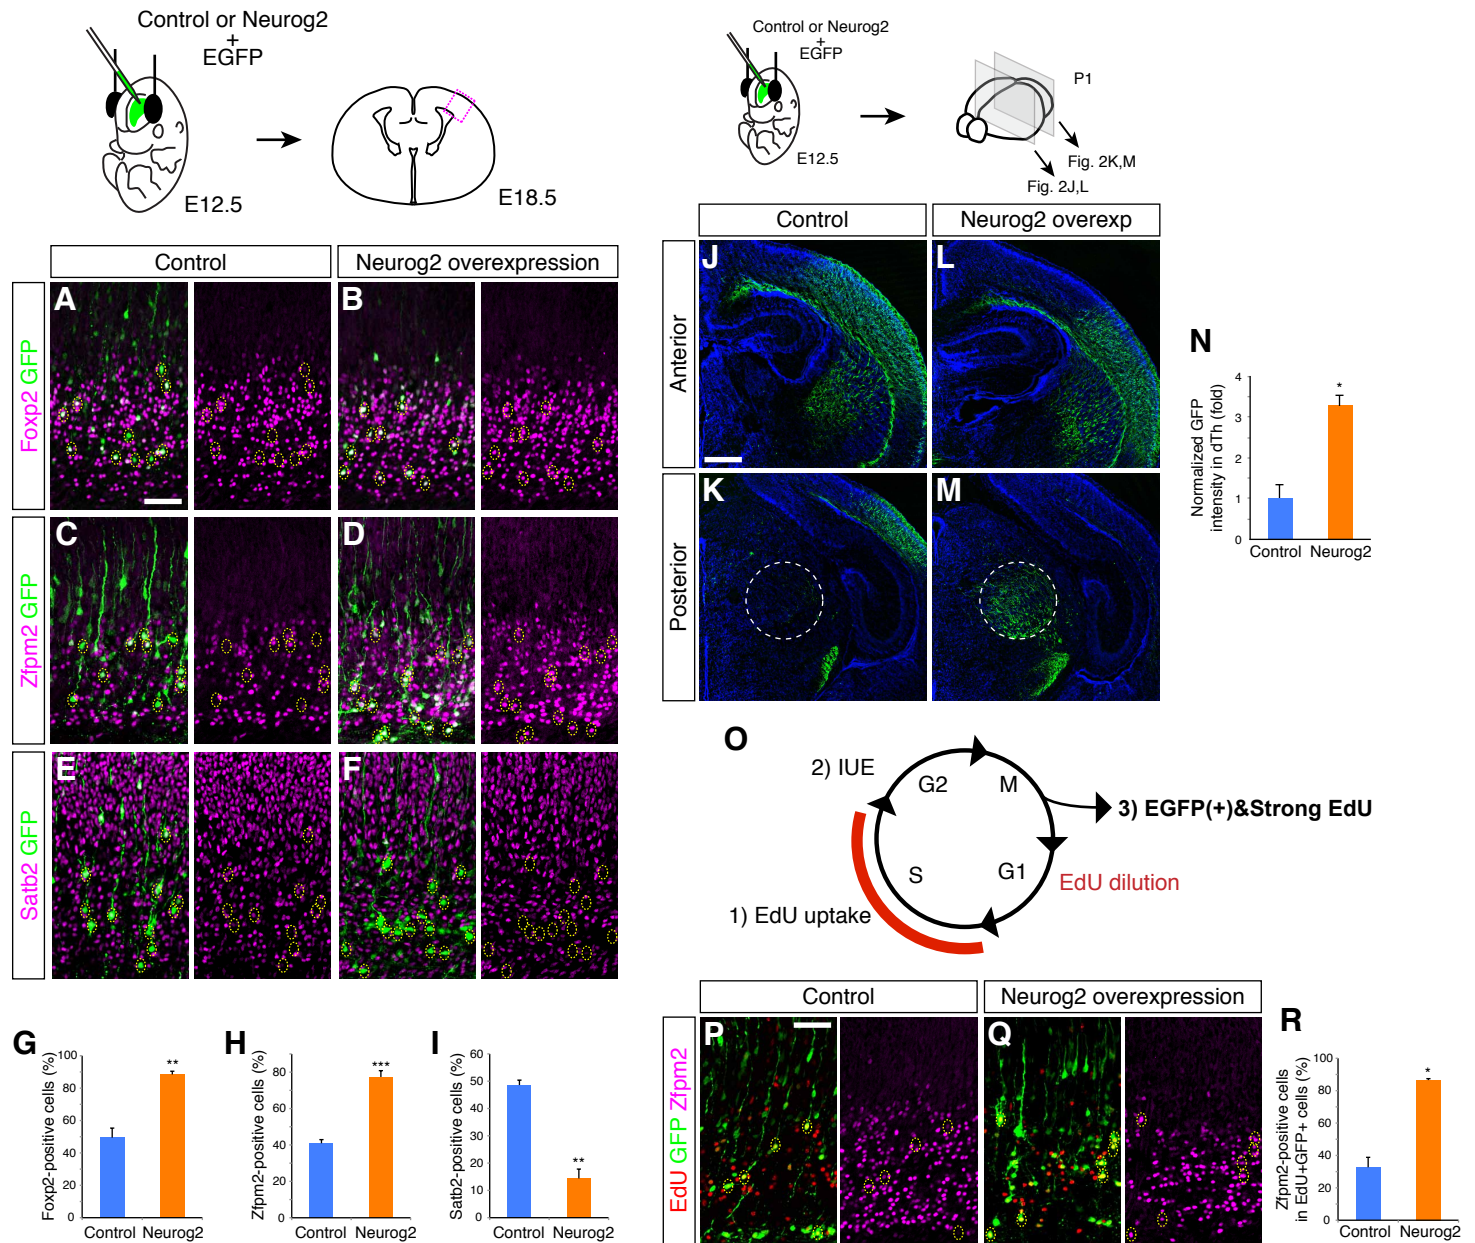 Control or Neurog2
+
EGFP
E12.5
E18.5
Control
Neurog2 overexpression
Foxp2 GFP
A
B
Zfpm2 GFP
C
D
Satb2 GFP
E
F
G
Foxp2-positive cells (%)
100
80
60
40
20
0
**
Control
Neurog2
H
Zfpm2-positive cells (%)
80
60
40
20
0
***
Control
Neurog2
I
Satb2-positive cells (%)
60
50
40
30
20
10
0
**
Control
Neurog2
Control or Neurog2
+
EGFP
E12.5
P1
Fig. 2K,M
Fig. 2J,L
Control
Neurog2 overexp
Anterior
J
L
Posterior
K
M
N
Normalized GFP
intensity in dTh (fold)
4
3
2
1
0
*
Control
Neurog2
O
2) IUE
G2
M
3) EGFP(+)&Strong EdU
S
G1
EdU dilution
1) EdU uptake
Control
Neurog2 overexpression
EdU GFP Zfpm2
P
Q
R
Zfpm2-positive cells
in EdU+GFP+ cells (%)
100
80
60
40
20
0
*
Control
Neurog2